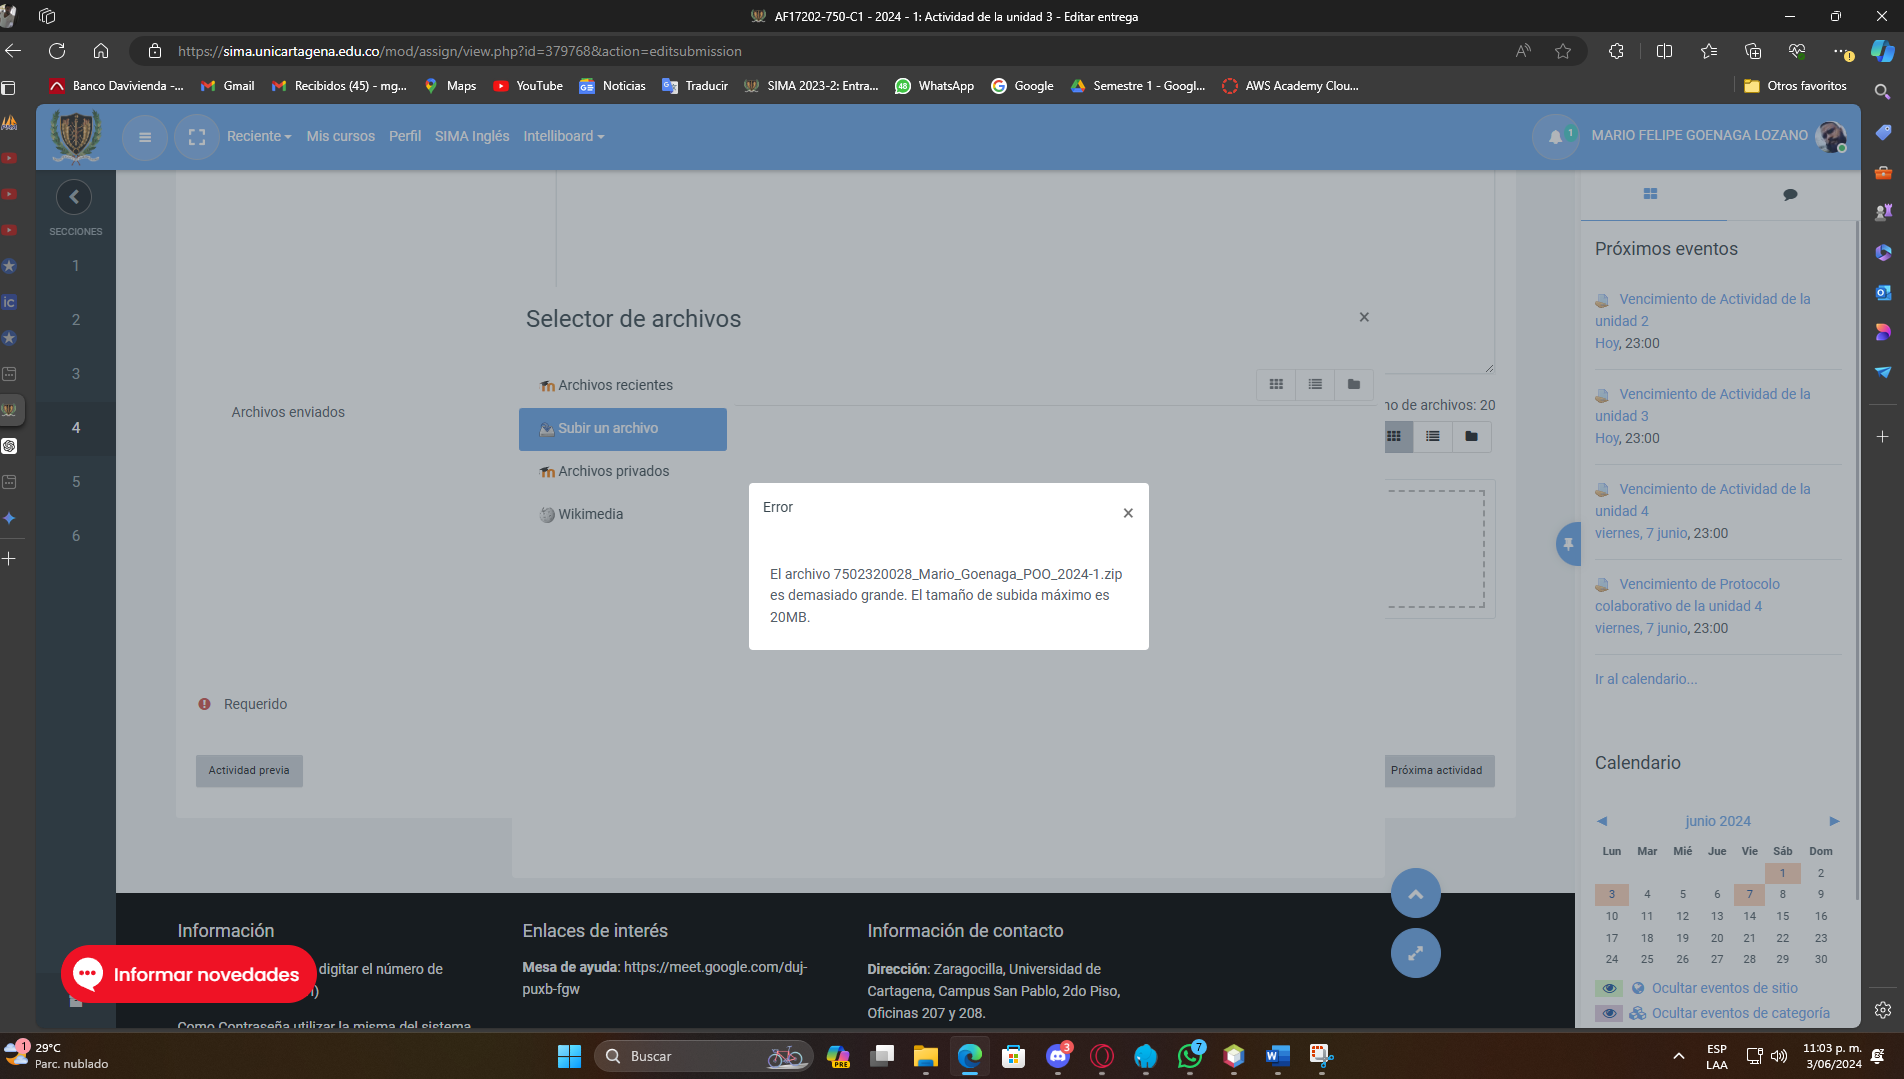 AF17202-750-C1 - 2024 - 1: Actividad de la unidad 3 - Editar entrega
https://sima.unicartagena.edu.co/mod/assign/view.php?id=379768&action=editsubmission
Banco Davivienda -...
Gmail
Recibidos (45) - mg...
Maps
YouTube
Noticias
Traducir
SIMA 2023-2: Entra...
WhatsApp
Google
Semestre 1 - Googl...
AWS Academy Clou...
Otros favoritos
Reciente
Mis cursos
Perfil
SIMA Inglés
Intelliboard
1
MARIO FELIPE GOENAGA LOZANO
SECCIONES
1
2
3
4
5
6
Archivos enviados
Selector de archivos
Archivos recientes
Subir un archivo
Archivos privados
Wikimedia
no de archivos: 20
Error
El archivo 7502320028_Mario_Goenaga_POO_2024-1.zip
es demasiado grande. El tamaño de subida máximo es
20MB.
Requerido
Actividad previa
Próxima actividad
Próximos eventos
Vencimiento de Actividad de la
unidad 2
Hoy, 23:00
Vencimiento de Actividad de la
unidad 3
Hoy, 23:00
Vencimiento de Actividad de la
unidad 4
viernes, 7 junio, 23:00
Vencimiento de Protocolo
colaborativo de la unidad 4
viernes, 7 junio, 23:00
Ir al calendario...
Calendario
◀ junio 2024 ▶
Lun Mar Mié Jue Vie Sáb Dom
1 2
3 4 5 6 7 8 9
10 11 12 13 14 15 16
17 18 19 20 21 22 23
24 25 26 27 28 29 30
Ocultar eventos de sitio
Ocultar eventos de categoría
Información
digitar el número de
)
Como Contraseña utilizar la misma del sistema
Informar novedades
Enlaces de interés
Mesa de ayuda: https://meet.google.com/duj-
puxb-fgw
Información de contacto
Dirección: Zaragocilla, Universidad de
Cartagena, Campus San Pablo, 2do Piso,
Oficinas 207 y 208.
1
29°C
Parc. nublado
Buscar
PRE
3
7
ESP
LAA
11:03 p. m.
3/06/2024